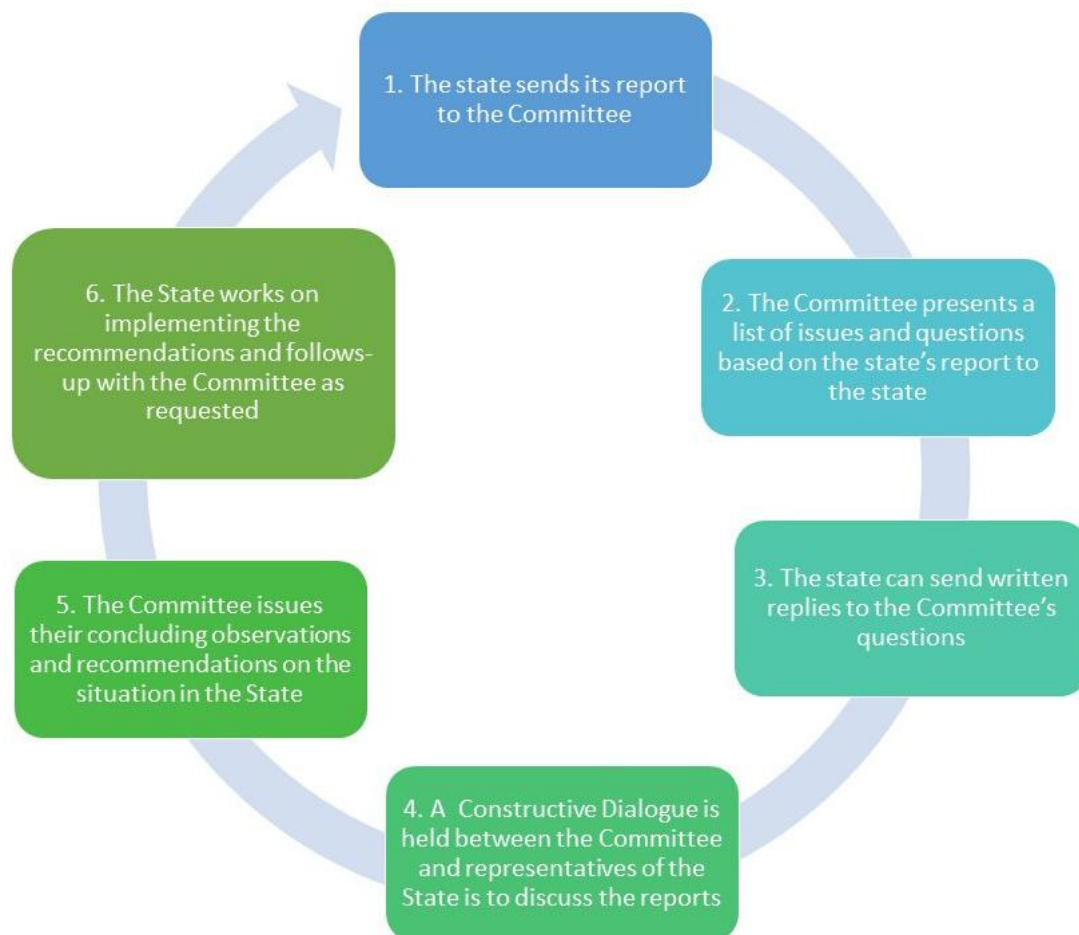 1. The state sends its report
to the Committee
2. The Committee presents a
list of issues and questions
based on the state's report to
the state
3. The state can send written
replies to the Committee's
questions
4. A Constructive Dialogue is
held between the Committee
and representatives of the
State is to discuss the reports
5. The Committee issues
their concluding observations
and recommendations on the
situation in the State
6. The State works on
implementing the
recommendations and follows-
up with the Committee as
requested